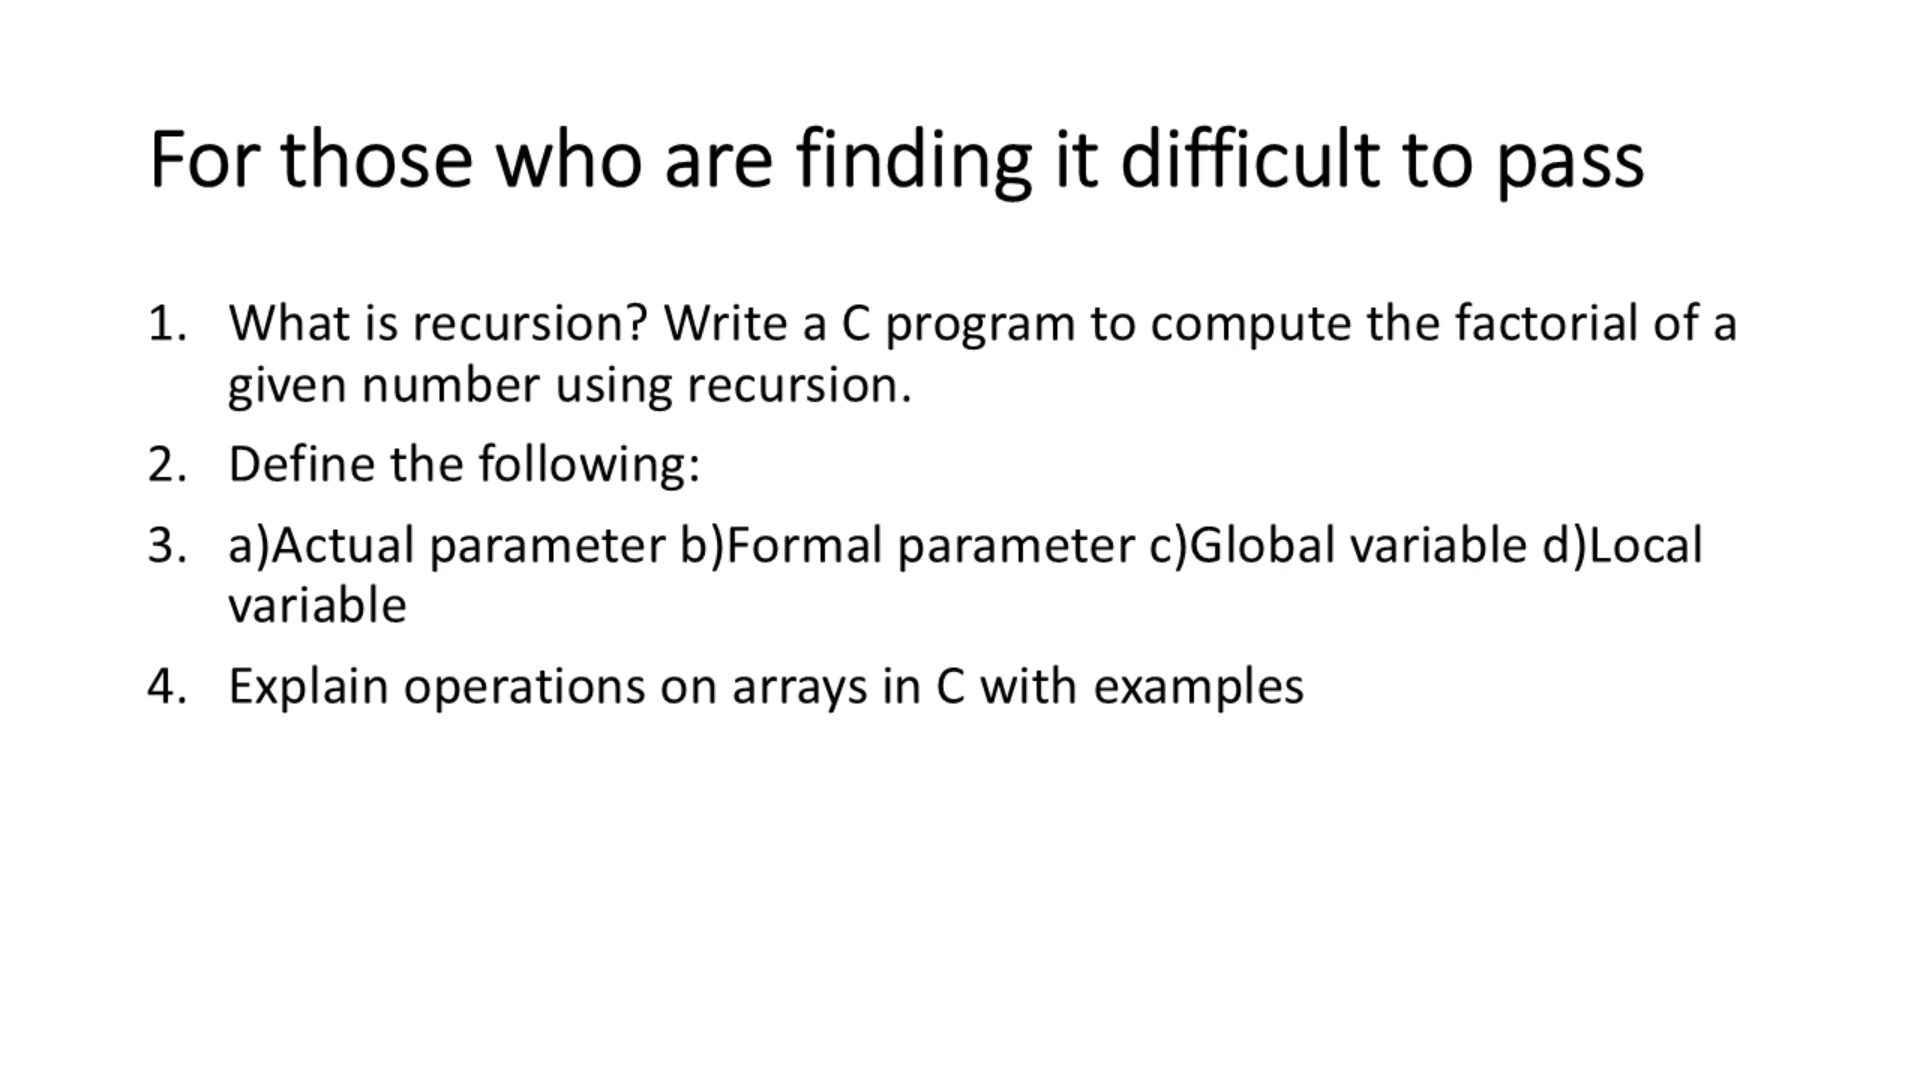 For those who are finding it difficult to pass
1. What is recursion? Write a C program to compute the factorial of a
given number using recursion.
2. Define the following:
3. a)Actual parameter b)Formal parameter c)Global variable d)Local
variable
4. Explain operations on arrays in C with examples